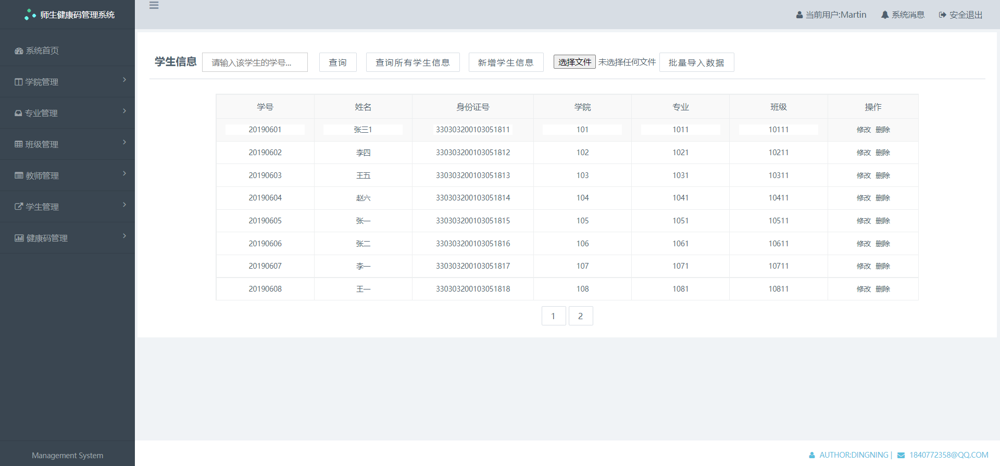 师生健康码管理系统
当前用户:Martin 系统消息 安全退出
系统首页
学院管理
专业管理
班级管理
教师管理
学生管理
健康码管理
Management System
学生信息 请输入该学生的学号... 查询 查询所有学生信息 新增学生信息 选择文件 未选择任何文件 批量导入数据
学号 姓名 身份证号 学院 专业 班级 操作
20190601 张三1 330303200103051811 101 1011 10111 修改 删除
20190602 李四 330303200103051812 102 1021 10211 修改 删除
20190603 王五 330303200103051813 103 1031 10311 修改 删除
20190604 赵六 330303200103051814 104 1041 10411 修改 删除
20190605 张一 330303200103051815 105 1051 10511 修改 删除
20190606 张二 330303200103051816 106 1061 10611 修改 删除
20190607 李一 330303200103051817 107 1071 10711 修改 删除
20190608 王一 330303200103051818 108 1081 10811 修改 删除
1 2
AUTHOR:DINGNING | 1840772358@QQ.COM